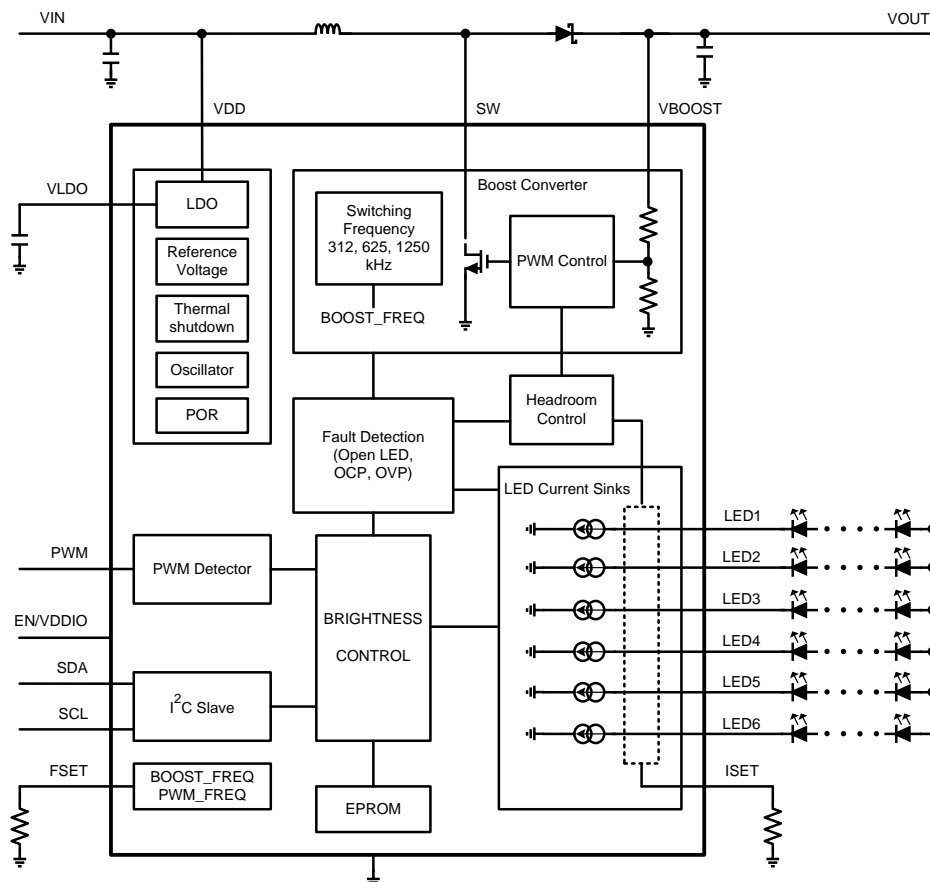 VIN
VOUT
VDD
SW
VBOOST
VLDO
LDO
Reference
Voltage
Thermal
shutdown
Oscillator
POR
Boost Converter
Switching
Frequency
312, 625, 1250
kHz
BOOST_FREQ
PWM Control
Headroom
Control
Fault Detection
(Open LED,
OCP, OVP)
LED Current Sinks
LED1
LED2
LED3
LED4
LED5
LED6
PWM
PWM Detector
EN/VDDIO
BRIGHTNESS
CONTROL
SDA
SCL
I²C Slave
FSET
BOOST_FREQ
PWM_FREQ
EPROM
ISET